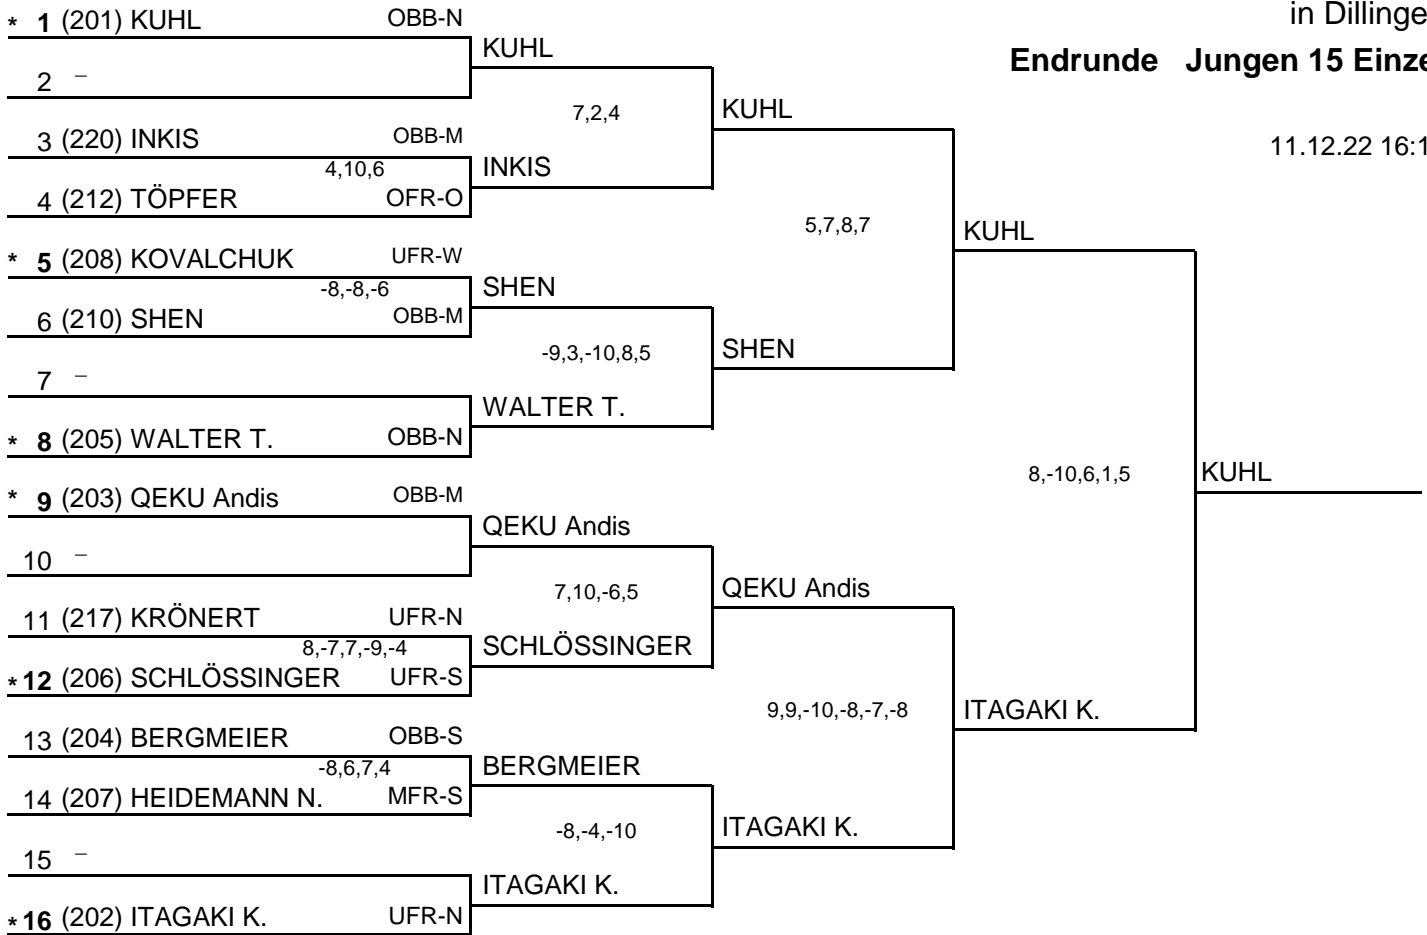 in Dillinge
Endrunde Jungen 15 Einze
11.12.22 16:1
* 1 (201) KUHL OBB-N
KUHL
2 –
7,2,4
KUHL
3 (220) INKIS OBB-M
4,10,6
INKIS
4 (212) TÖPFER OFR-O
5,7,8,7
KUHL
* 5 (208) KOVALCHUK UFR-W
-8,-8,-6
SHEN
6 (210) SHEN OBB-M
-9,3,-10,8,5
SHEN
7 –
WALTER T.
* 8 (205) WALTER T. OBB-N
8,-10,6,1,5
KUHL
* 9 (203) QEKU Andis OBB-M
QEKU Andis
10 –
7,10,-6,5
QEKU Andis
11 (217) KRÖNERT UFR-N
8,-7,7,-9,-4
SCHLÖSSINGER
* 12 (206) SCHLÖSSINGER UFR-S
9,9,-10,-8,-7,-8
ITAGAKI K.
13 (204) BERGMEIER OBB-S
-8,6,7,4
BERGMEIER
14 (207) HEIDEMANN N. MFR-S
-8,-4,-10
ITAGAKI K.
15 –
ITAGAKI K.
* 16 (202) ITAGAKI K. UFR-N